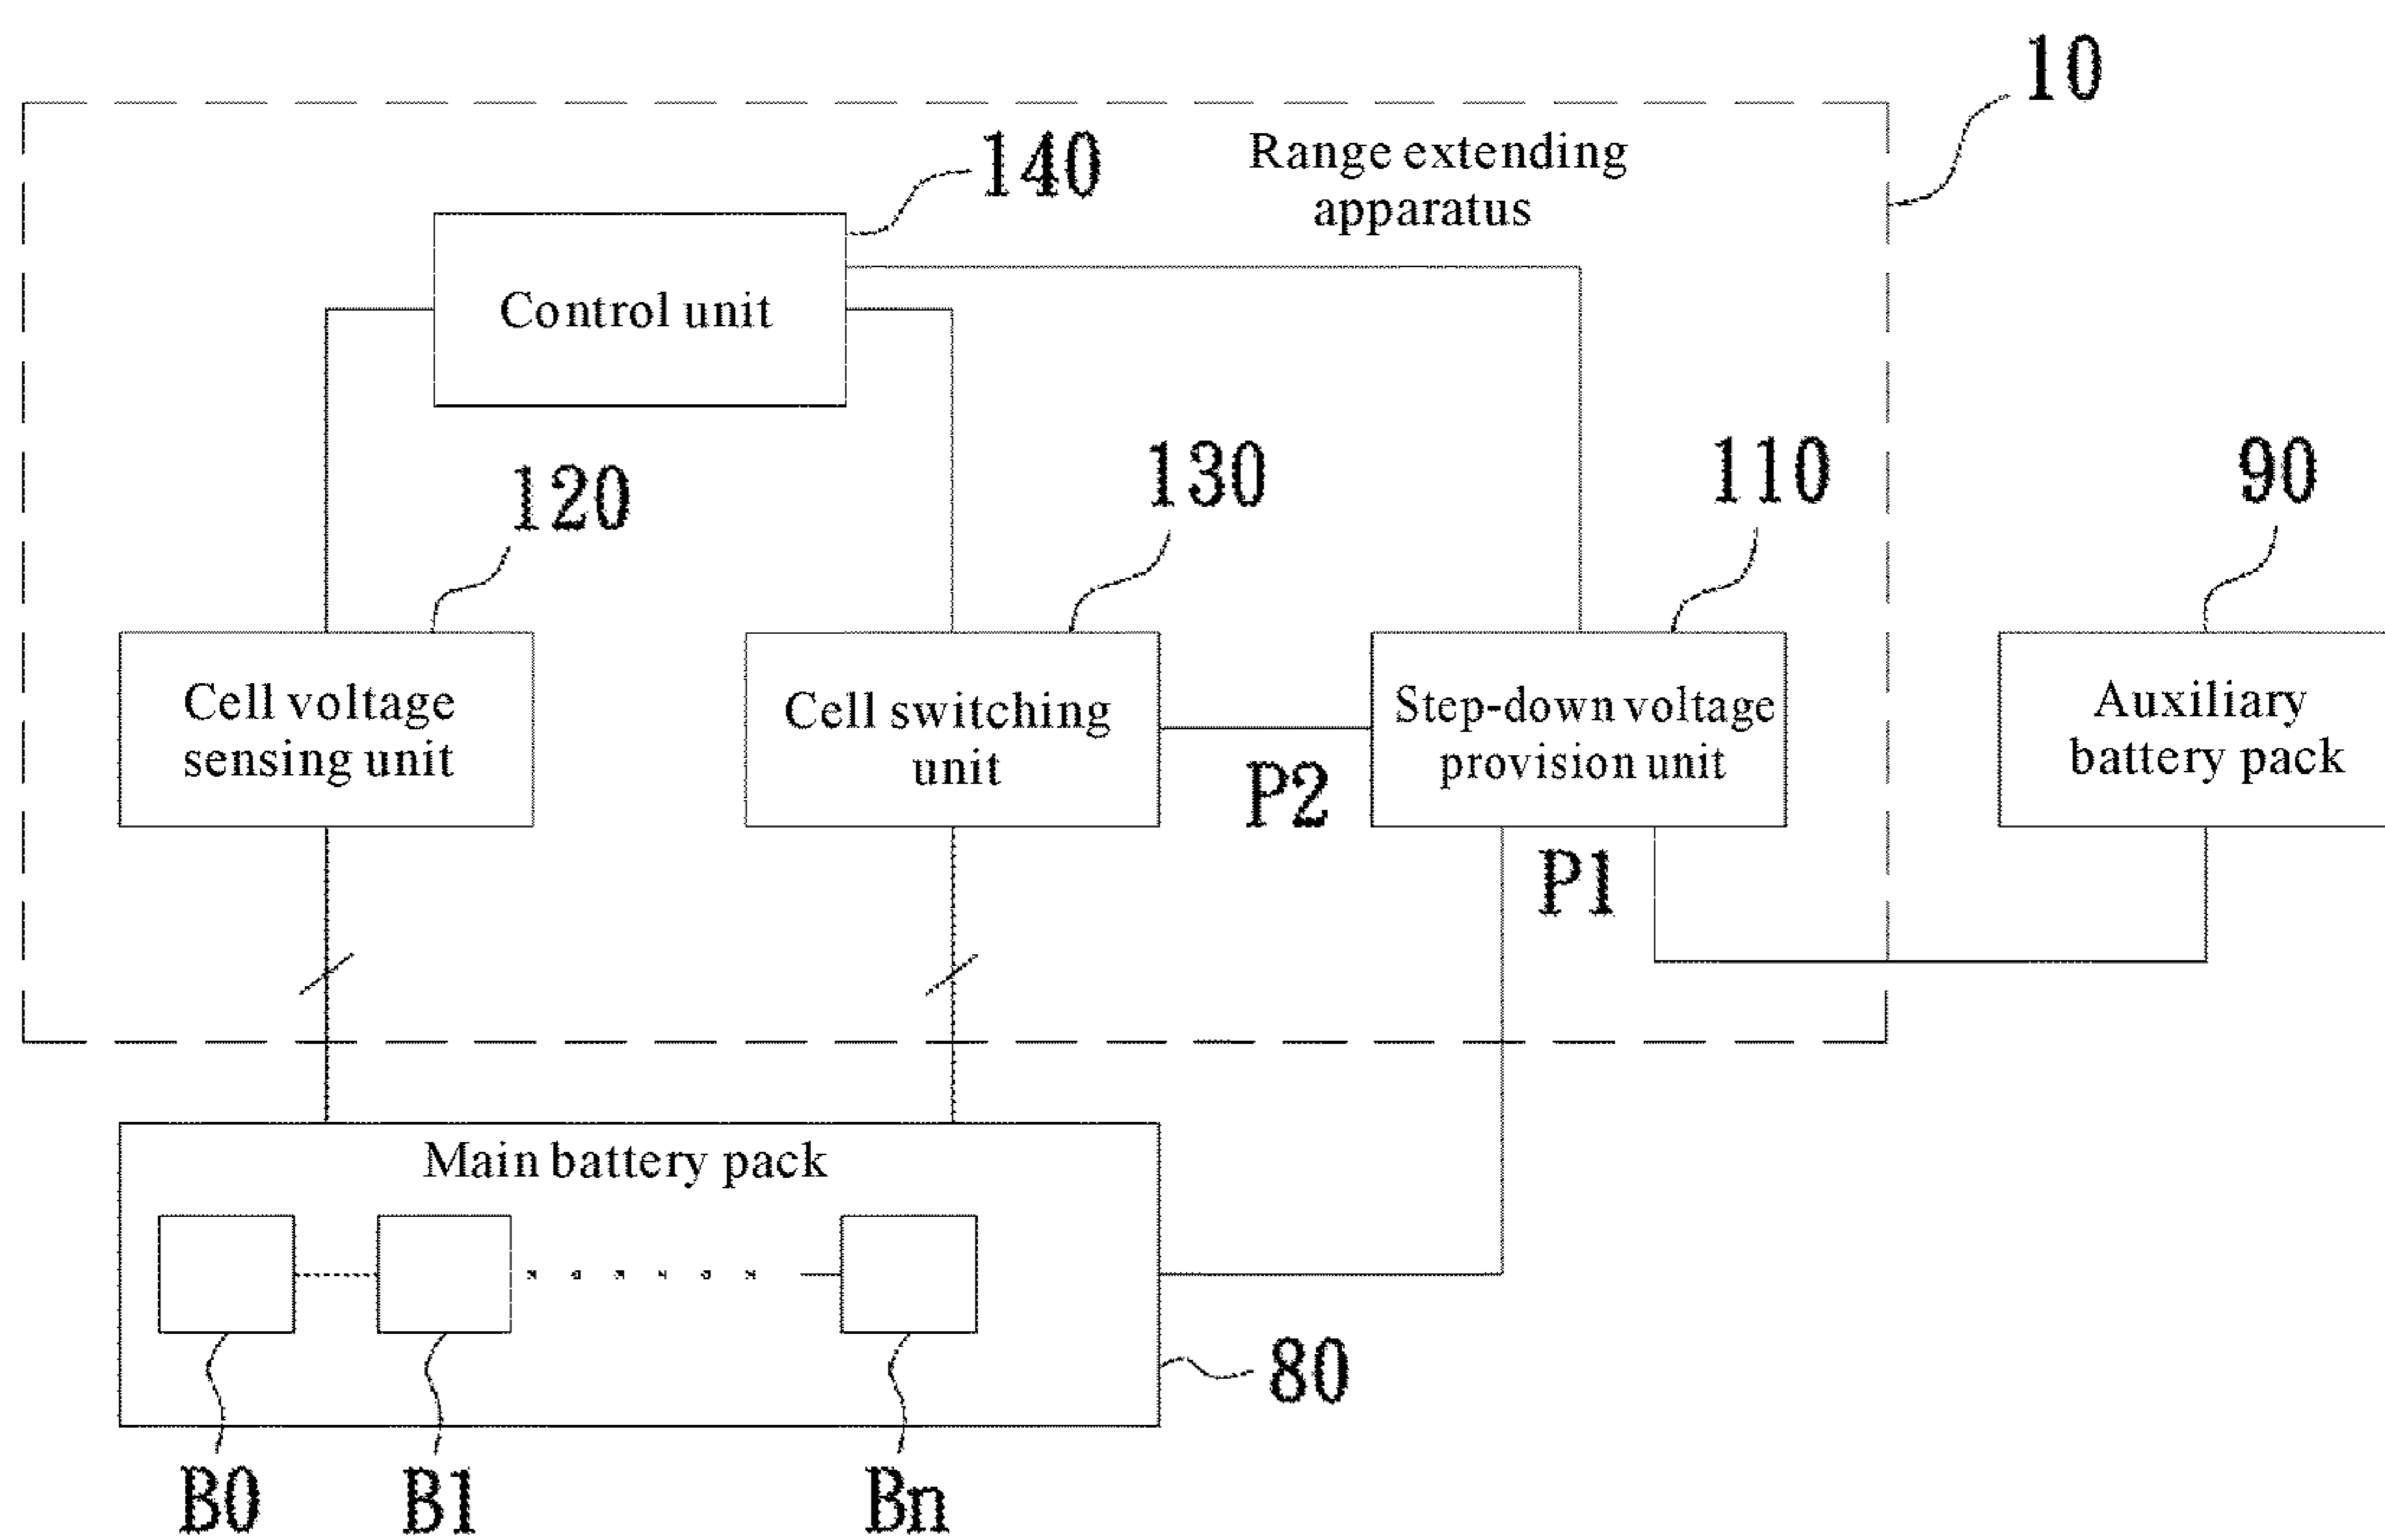 10
140
Range extending
apparatus
Control unit
120
130
110
90
Cell voltage
sensing unit
Cell switching
unit
Step-down voltage
provision unit
Auxiliary
battery pack
P2
P1
Main battery pack
80
B0
B1
Bn